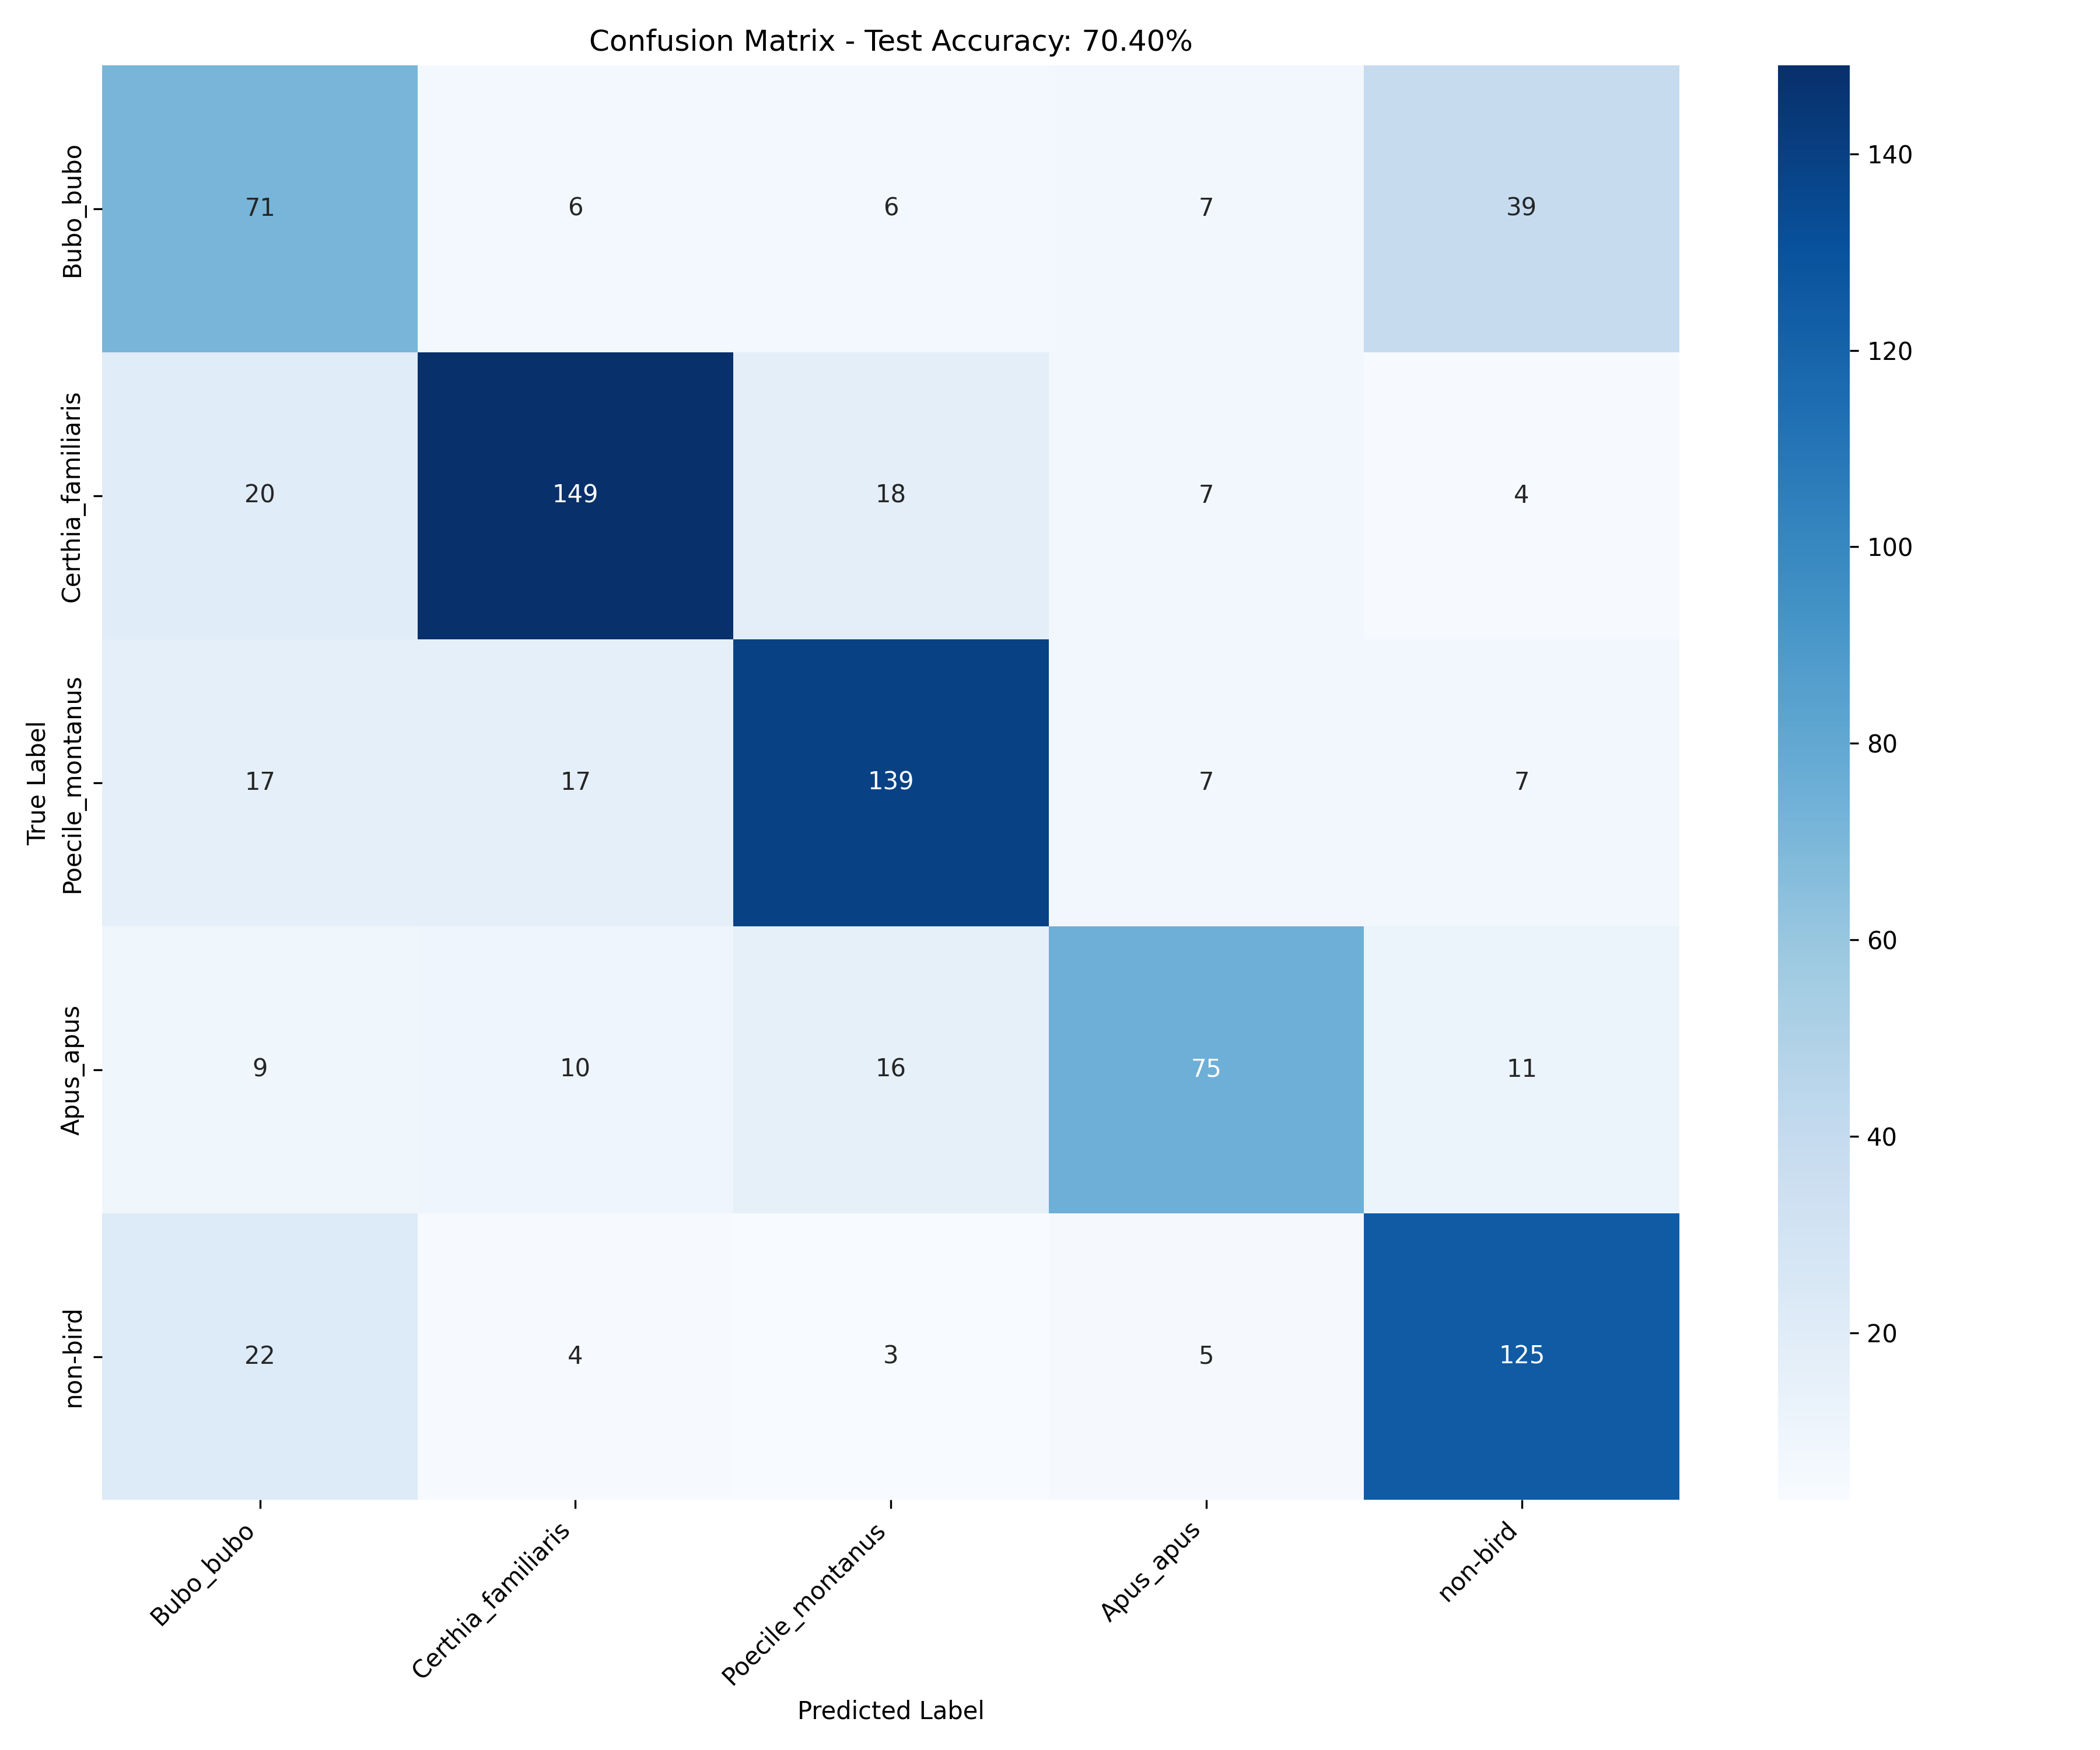 Confusion Matrix - Test Accuracy: 70.40%
True Label
Bubo_bubo
71 6 6 7 39
Certhia_familiaris
20 149 18 7 4
Poecile_montanus
17 17 139 7 7
Apus_apus
9 10 16 75 11
non-bird
22 4 3 5 125
Bubo_bubo
Certhia_familiaris
Poecile_montanus
Apus_apus
non-bird
Predicted Label
140
120
100
80
60
40
20